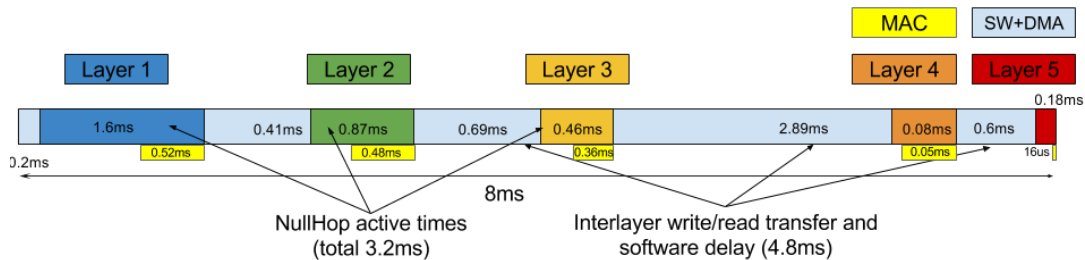 MAC SW+DMA
Layer 1 Layer 2 Layer 3 Layer 4 Layer 5
0.18ms
1.6ms 0.41ms 0.87ms 0.69ms 0.46ms 2.89ms 0.08ms 0.6ms
0.2ms 0.52ms 0.48ms 0.36ms 0.05ms 16us
8ms
NullHop active times
(total 3.2ms)
Interlayer write/read transfer and
software delay (4.8ms)